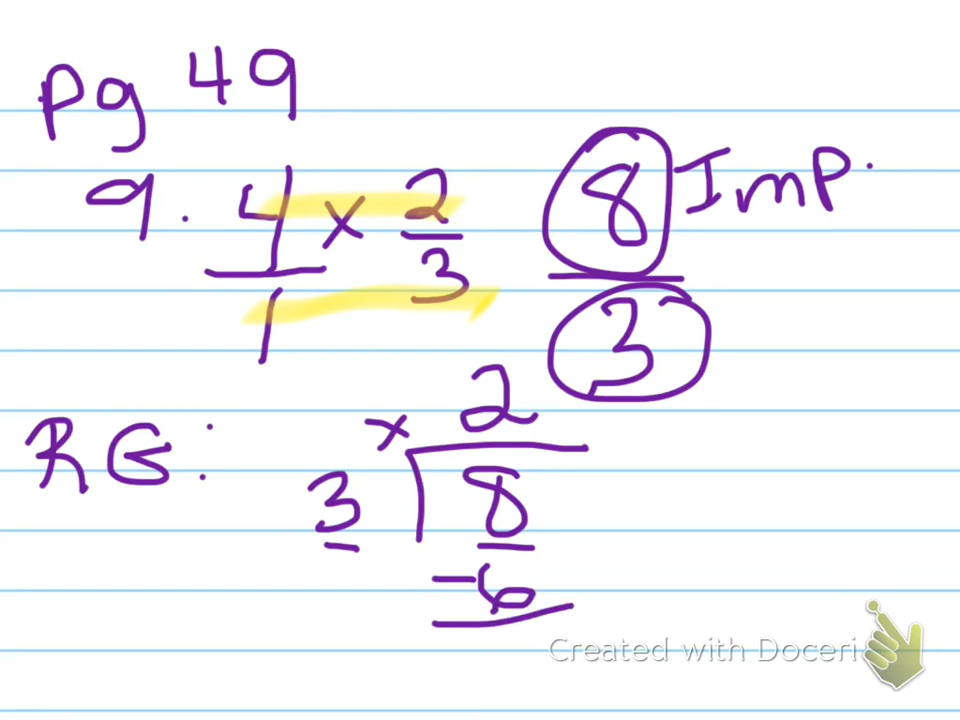 pg 49
9. 4/1 x 2/3 8/3 Imp.
RG: x 2
3 8
-6
Created with Doceri